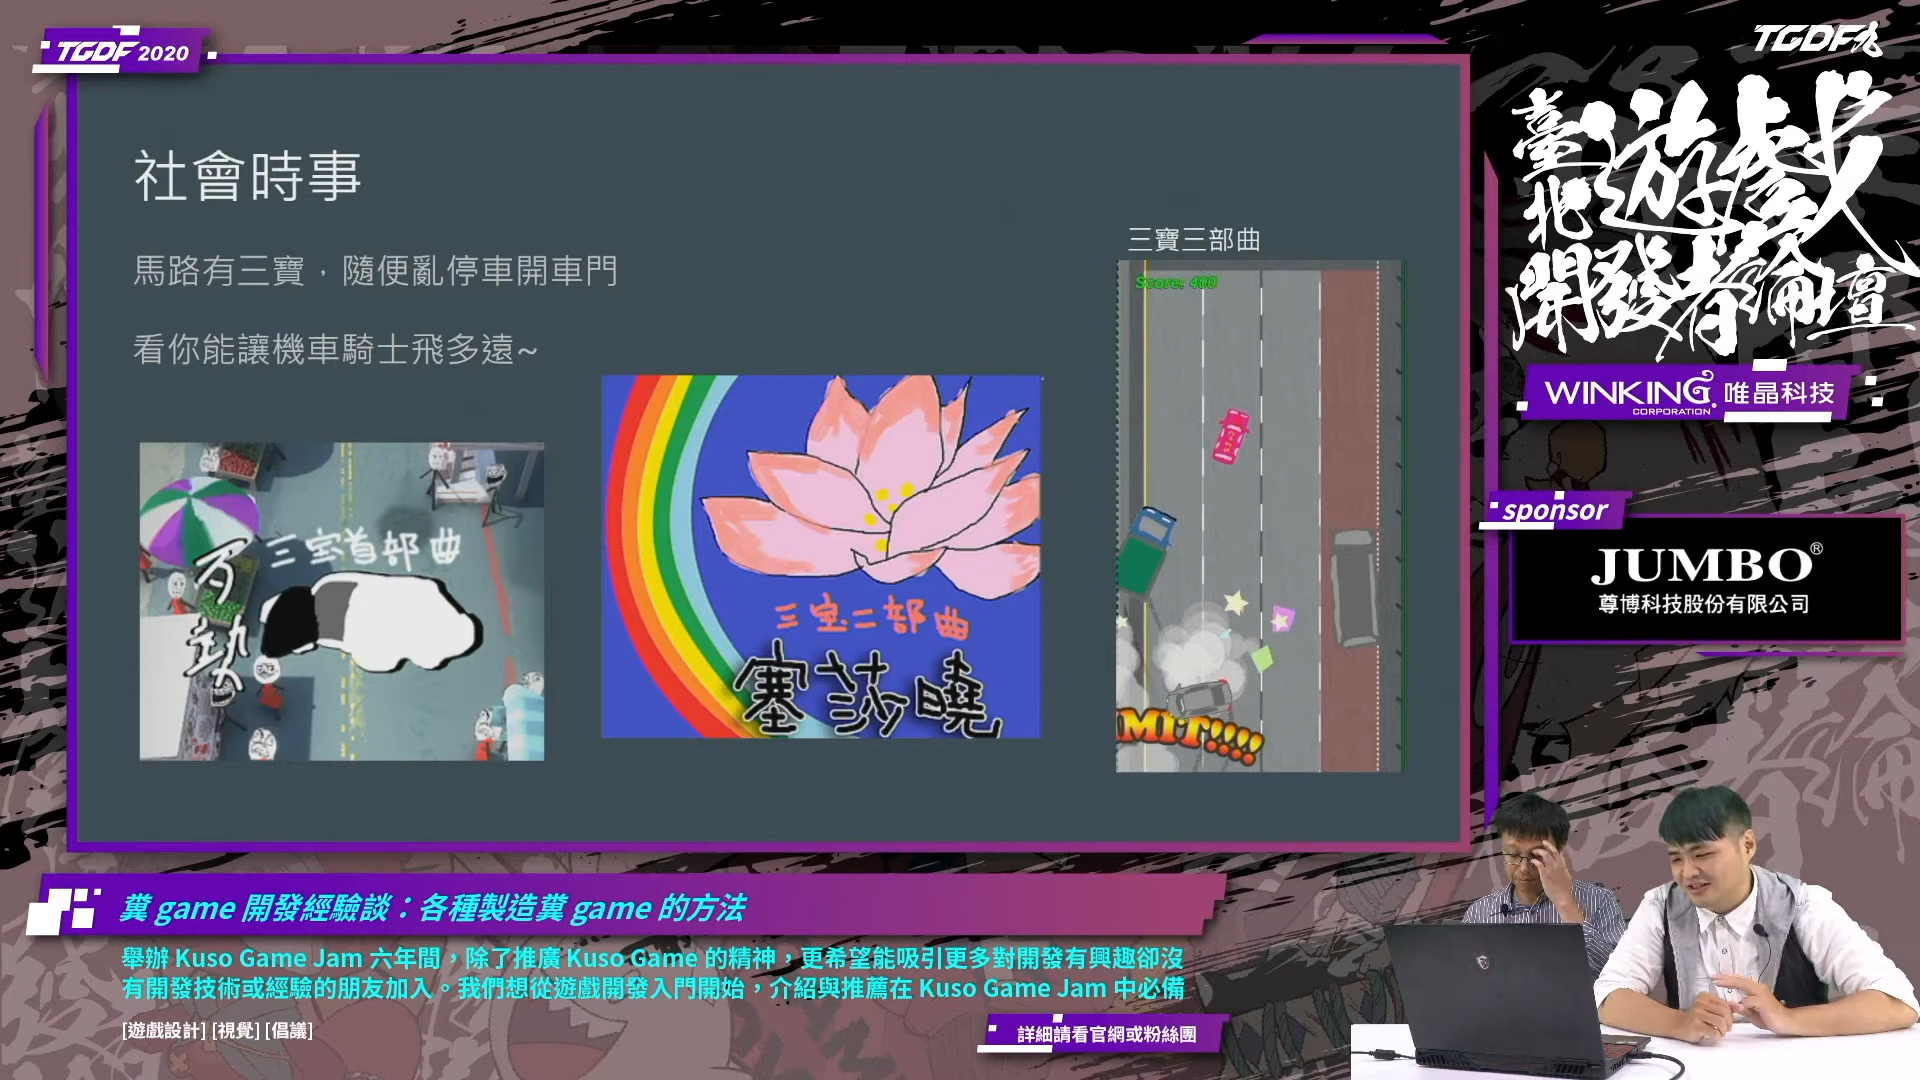 TGDF 2020
TGDF
臺北遊戲開發者論壇
WINKING 唯晶科技
CORPORATION
sponsor
JUMBO®
尊博科技股份有限公司
社會時事
馬路有三寶，隨便亂停車開車門
看你能讓機車騎士飛多遠~
三寶三部曲
Score: 400
MIT!!!!
三宝首部曲
三宝二部曲
塞莎曉
糞 game 開發經驗談：各種製造糞 game 的方法
舉辦 Kuso Game Jam 六年間，除了推廣 Kuso Game 的精神，更希望能吸引更多對開發有興趣卻沒
有開發技術或經驗的朋友加入。我們想從遊戲開發入門開始，介紹與推薦在 Kuso Game Jam 中必備
[遊戲設計] [視覺] [倡議]
詳細請看官網或粉絲團